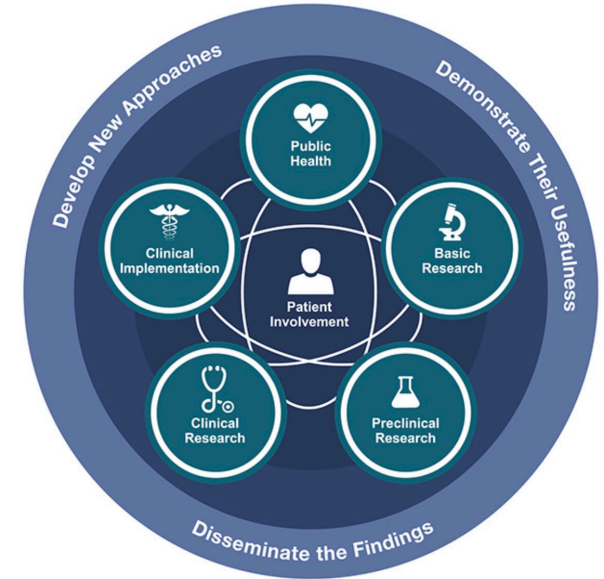 Develop New Approaches
Demonstrate Their Usefulness
Public
Health
Clinical
Implementation
Basic
Research
Patient
Involvement
Clinical
Research
Preclinical
Research
Disseminate the Findings